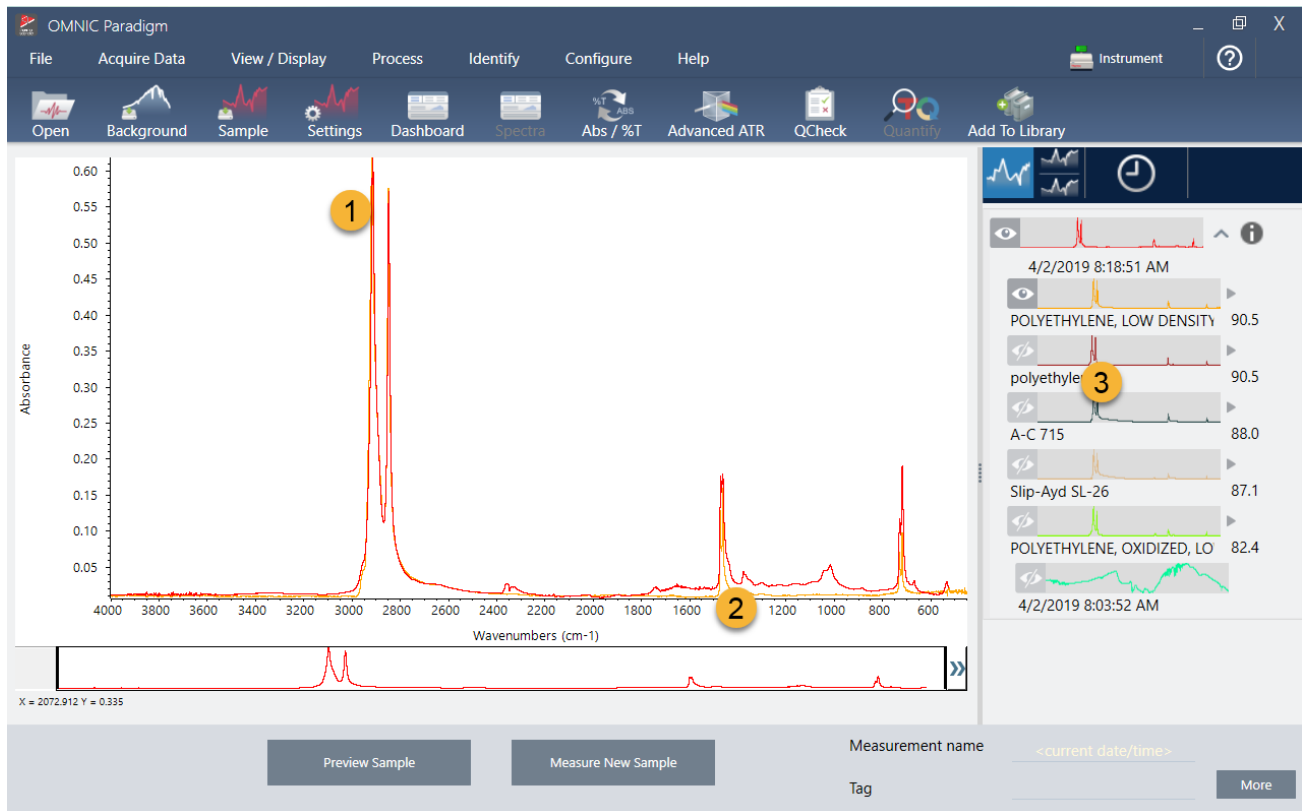 OMNIC Paradigm
File Acquire Data View / Display Process Identify Configure Help Instrument ?
%T ABS
Open Background Sample Settings Dashboard Spectra Abs / %T Advanced ATR QCheck Quantify Add To Library
0.60
0.55
0.50
0.45
0.40
0.35
0.30
0.25
0.20
0.15
0.10
0.05
Absorbance
1
2
4000 3800 3600 3400 3200 3000 2800 2600 2400 2200 2000 1800 1600 1200 1000 800 600
Wavenumbers (cm-1)
X = 2072.912 Y = 0.335
4/2/2019 8:18:51 AM
POLYETHYLENE, LOW DENSITY 90.5
polyethyle 90.5
3
A-C 715 88.0
Slip-Ayd SL-26 87.1
POLYETHYLENE, OXIDIZED, LO 82.4
4/2/2019 8:03:52 AM
Preview Sample Measure New Sample
Measurement name <current date/time>
Tag
More